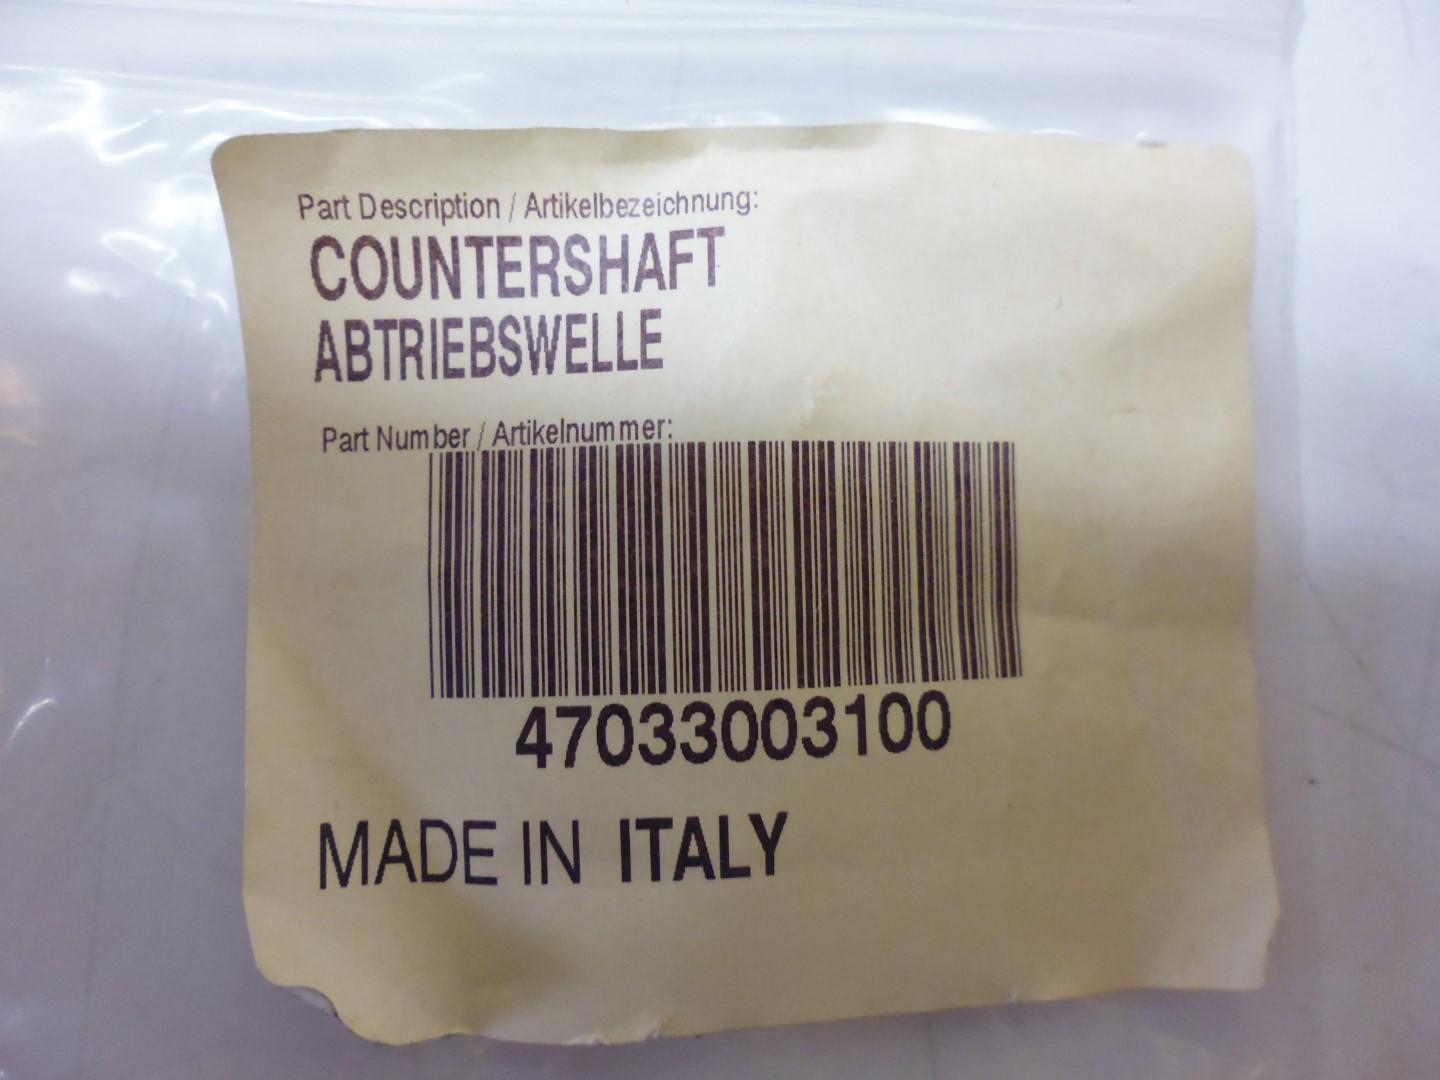 Part Description / Artikelbezeichnung:
COUNTERSHAFT
ABTRIEBSWELLE
Part Number / Artikelnummer:
47033003100
MADE IN ITALY